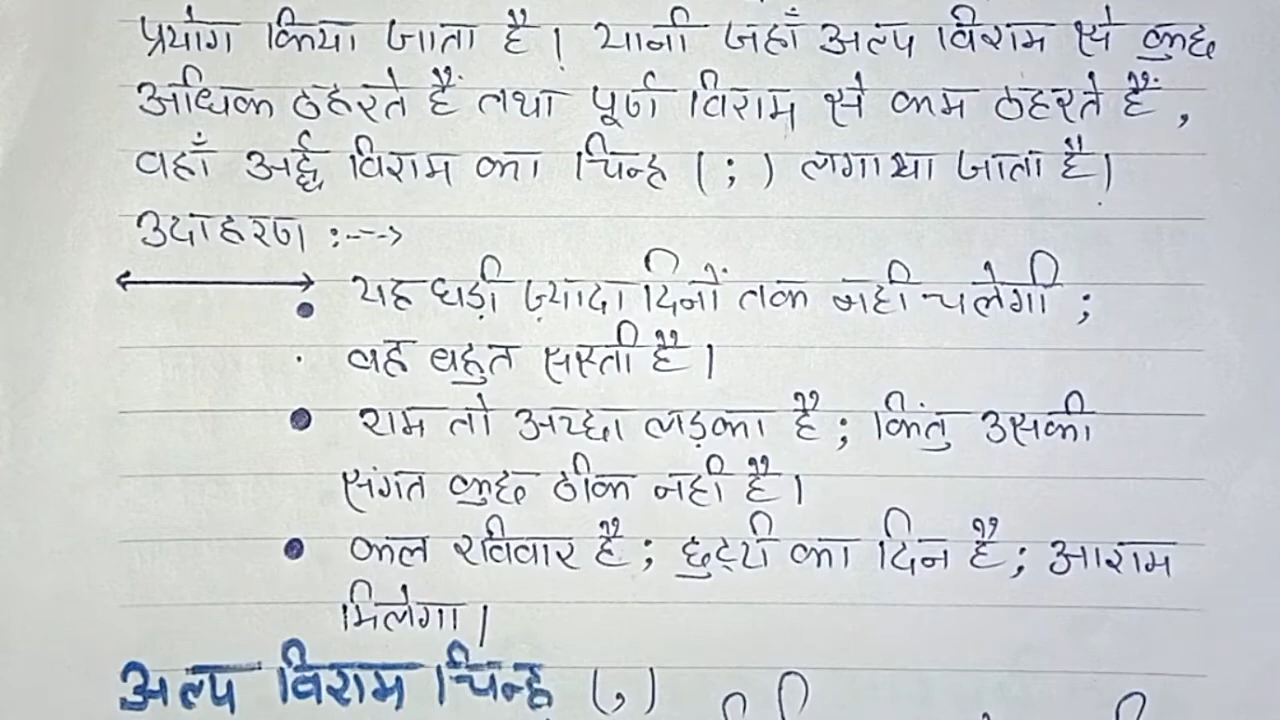 प्रयोग किया जाता है। यानी जहाँ अल्प विराम से कुछ
अधिक ठहरते हैं तथा पूर्ण विराम से कम ठहरते हैं,
वहाँ अर्द्ध विराम का चिन्ह (;) लगाया जाता है।
उदाहरण :--->
• यह घड़ी ज़्यादा दिनों तक नहीं चलेगी ;
वह बहुत सस्ती है।
• राम तो अच्छा लड़का है ; किंतु उसकी
संगत कुछ ठीक नहीं है।
• कल रविवार है ; छुट्टी का दिन है ; आराम
मिलेगा।
अल्प विराम चिन्ह (,)